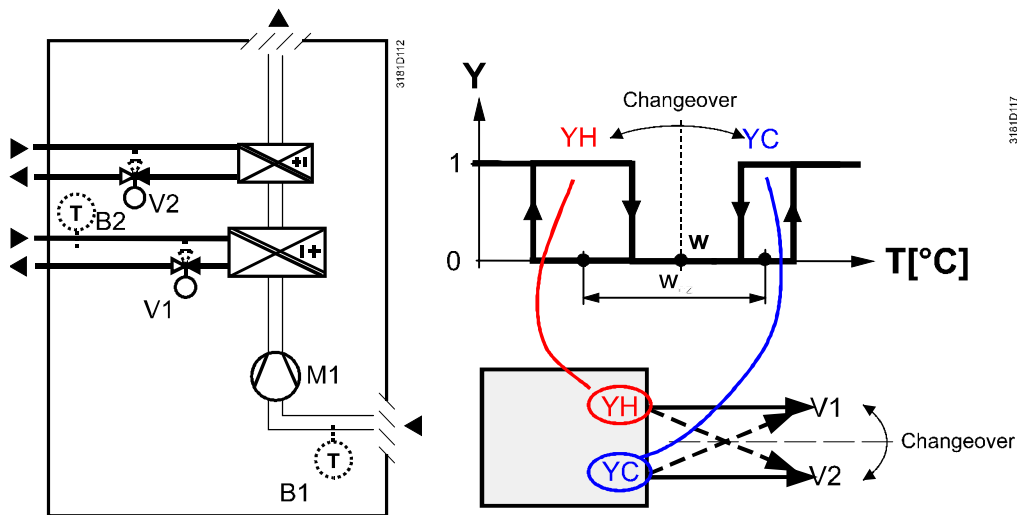 3181D112
+I
V2
T
B2
I+
V1
M1
T
B1
3181D117
Y
Changeover
YH
YC
1
w
0
T[°C]
w
YH
V1
Changeover
YC
V2